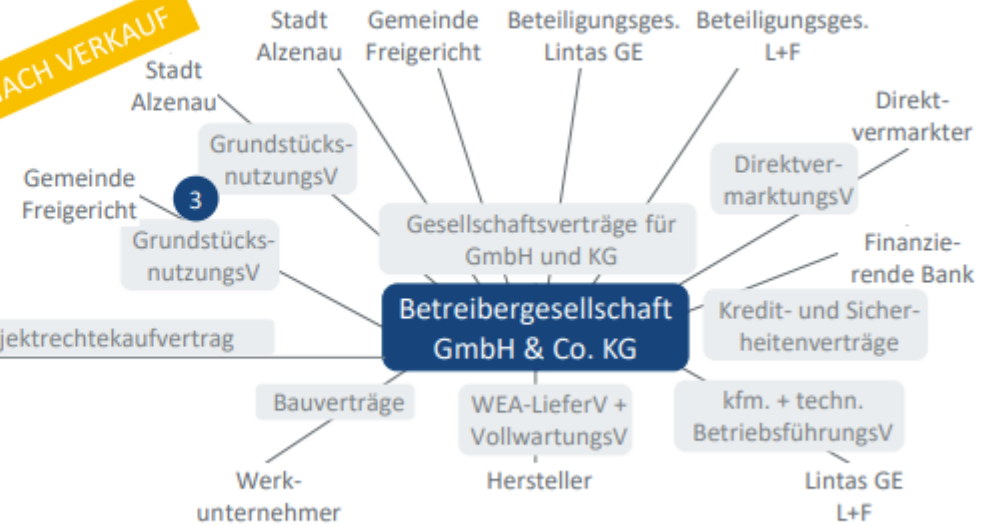 NACH VERKAUF
Stadt
Alzenau
Gemeinde
Freigericht
Beteiligungsges.
Lintas GE
Beteiligungsges.
L+F
Stadt
Alzenau
Direkt-
vermarkter
Grundstücks-
nutzungsV
Direktver-
marktungsV
Gemeinde
Freigericht
3
Gesellschaftsverträge für
GmbH und KG
Grundstücks-
nutzungsV
Finanzie-
rende Bank
Betreibergesellschaft
GmbH & Co. KG
Kredit- und Sicher-
heitenverträge
jektrechtekaufvertrag
Bauverträge
WEA-LieferV +
VollwartungsV
kfm. + techn.
BetriebsführungsV
Werk-
unternehmer
Hersteller
Lintas GE
L+F